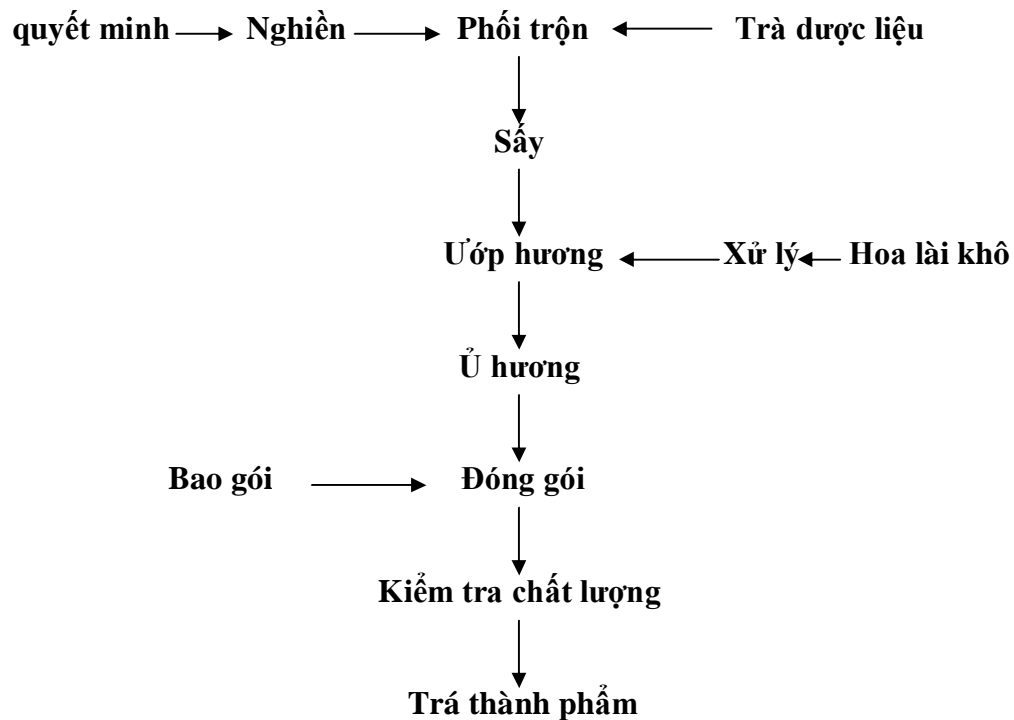 quyết minh Nghiền Phối trộn Trà dược liệu
Sấy
Ướp hương Xử lý Hoa lài khô
Ủ hương
Bao gói Đóng gói
Kiểm tra chất lượng
Trá thành phẩm